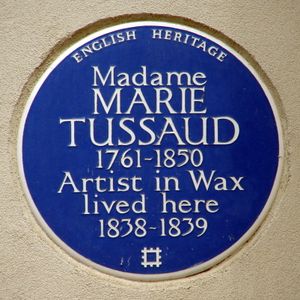 ENGLISH HERITAGE
Madame
MARIE
TUSSAUD
1761-1850
Artist in Wax
lived here
1838-1839